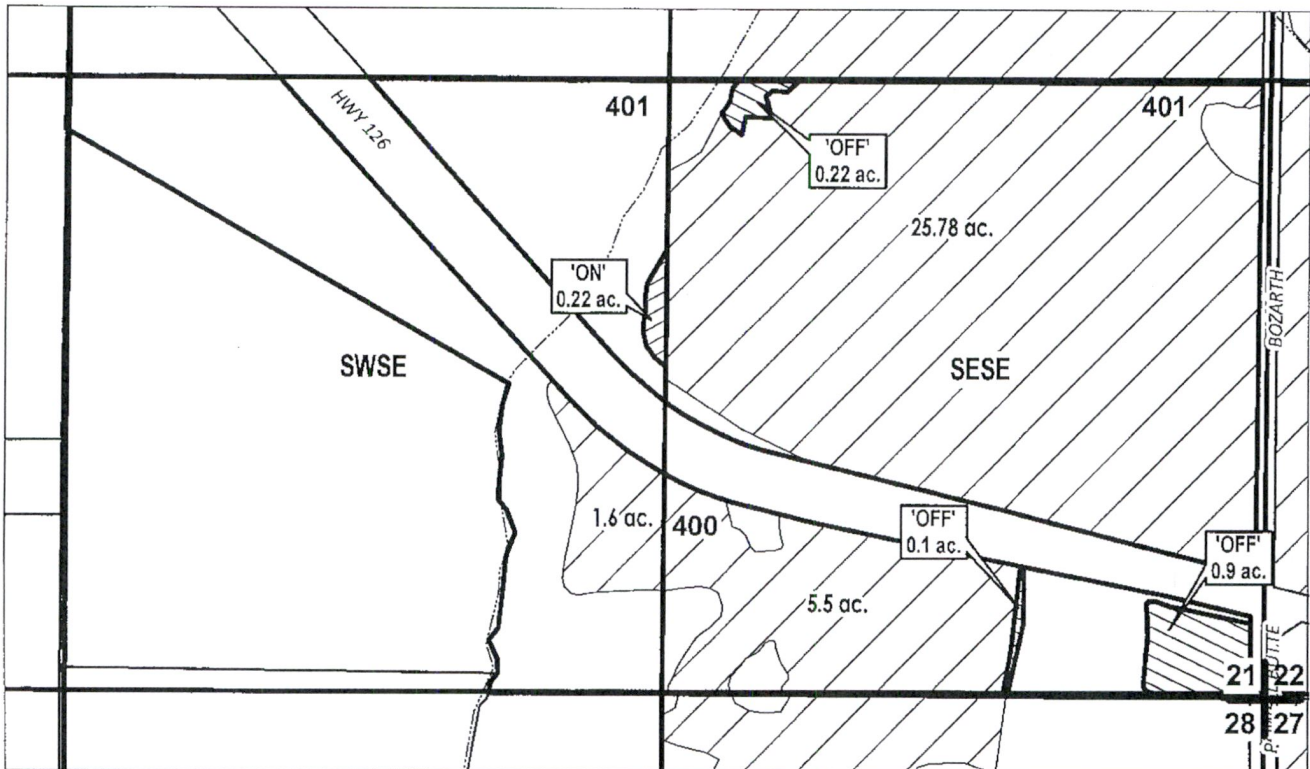 HWY 126
401
401
'OFF'
0.22 ac.
25.78 ac.
'ON'
0.22 ac.
BOZARTH
SWSE
SESE
1.6 ac.
400
'OFF'
0.1 ac.
'OFF'
0.9 ac.
5.5 ac.
21 22
28 27
BUTTE